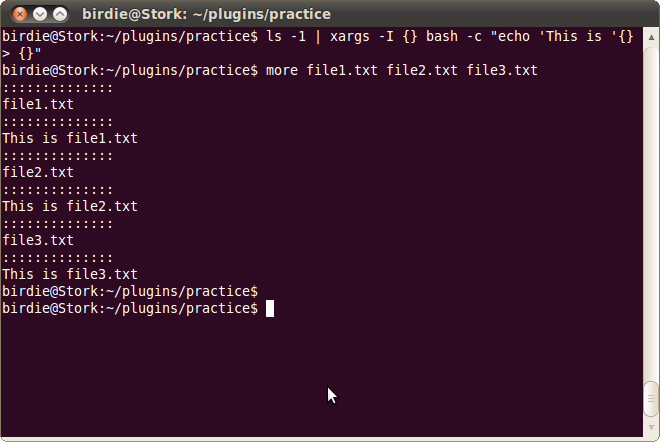 birdie@Stork: ~/plugins/practice
birdie@Stork:~/plugins/practice$ ls -1 | xargs -I {} bash -c "echo 'This is '{}
> {}"
birdie@Stork:~/plugins/practice$ more file1.txt file2.txt file3.txt
::::::::::::::
file1.txt
::::::::::::::
This is file1.txt
::::::::::::::
file2.txt
::::::::::::::
This is file2.txt
::::::::::::::
file3.txt
::::::::::::::
This is file3.txt
birdie@Stork:~/plugins/practice$
birdie@Stork:~/plugins/practice$